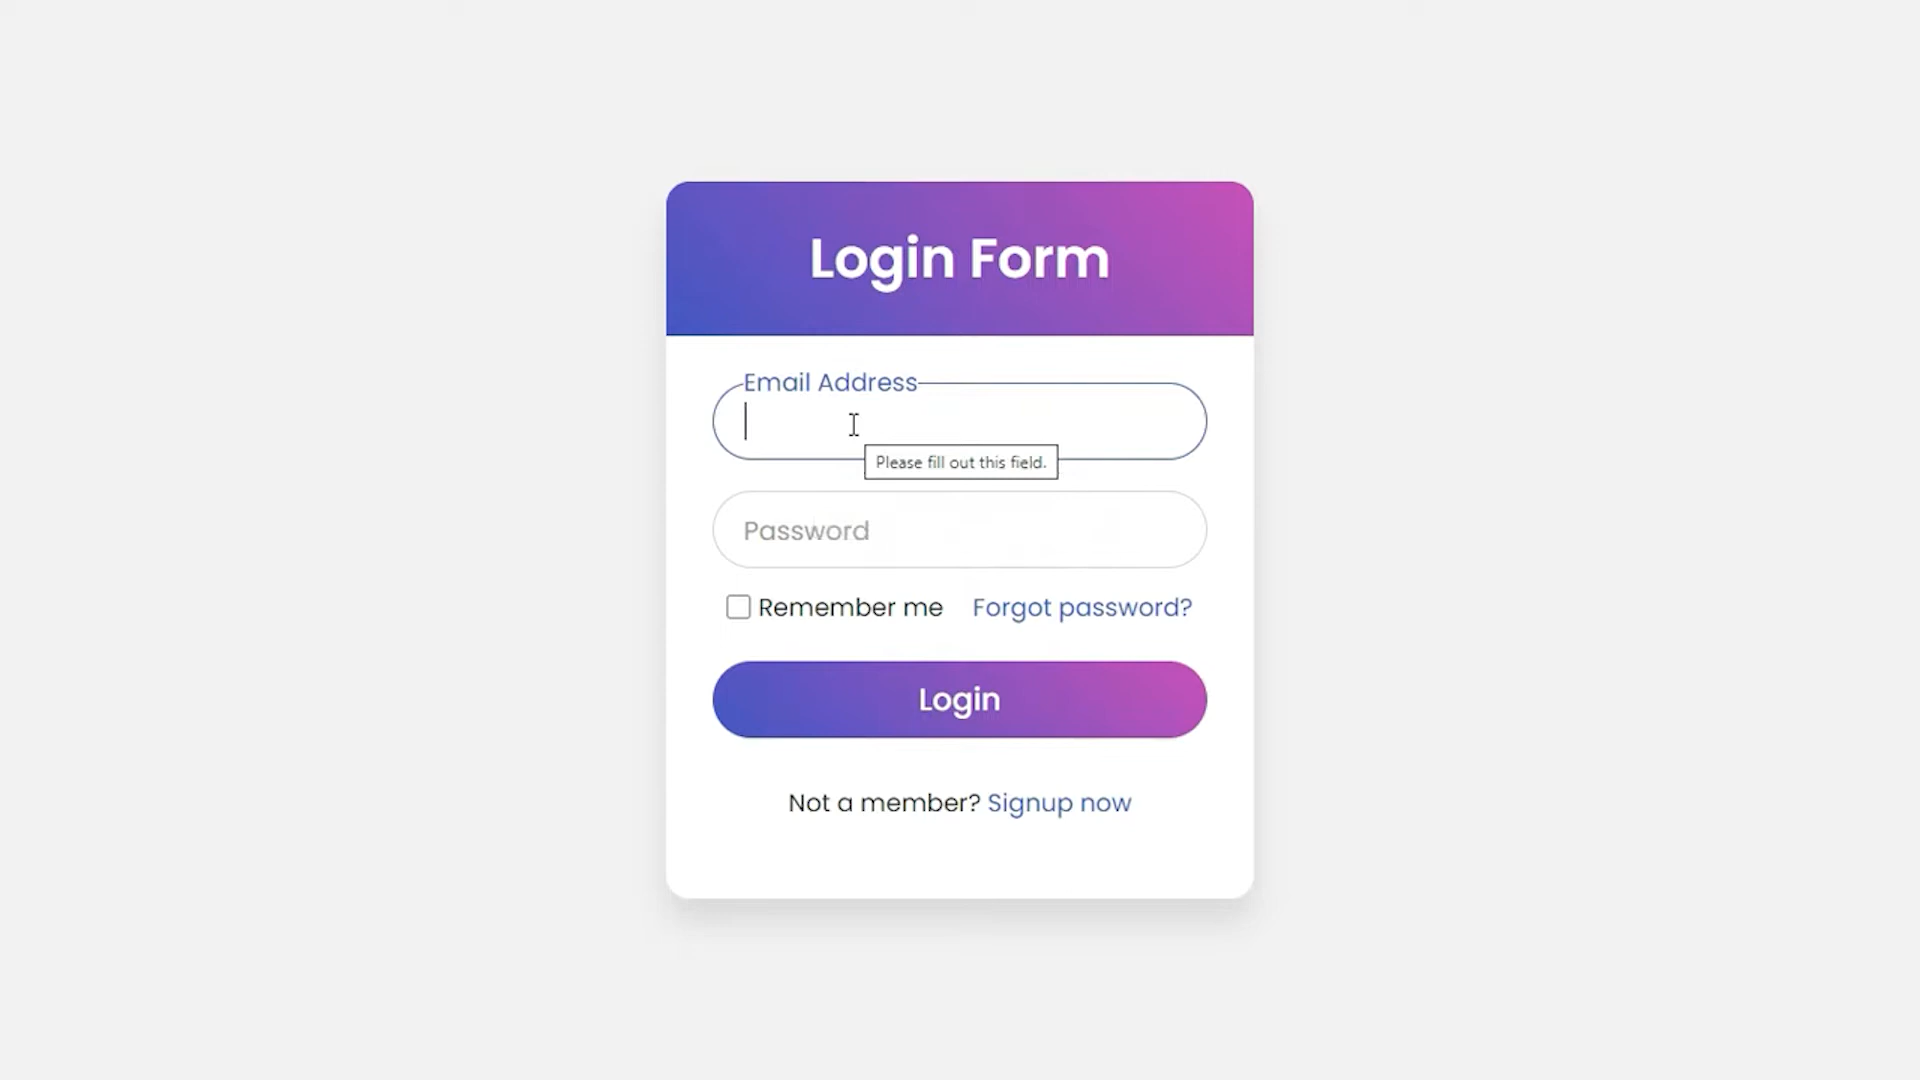 Login Form
Email Address
Please fill out this field.
Password
Remember me Forgot password?
Login
Not a member? Signup now